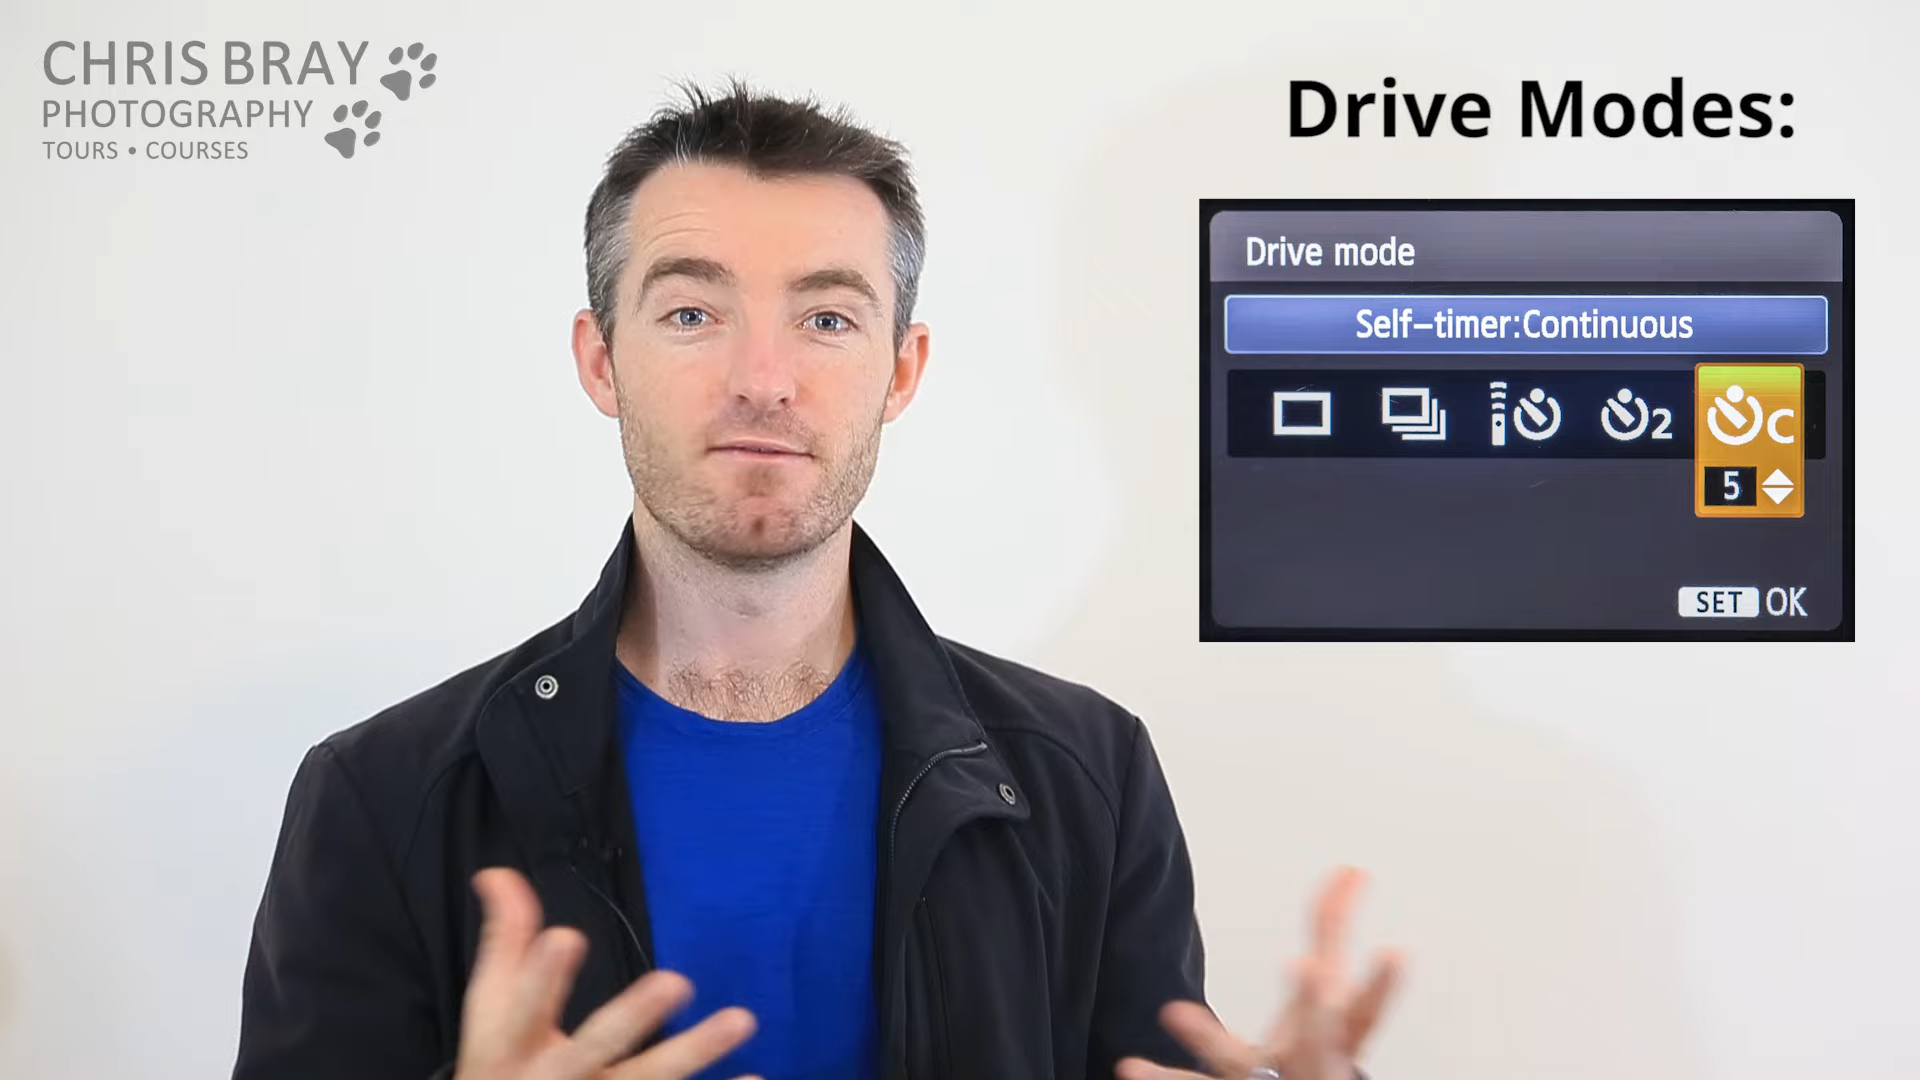 CHRIS BRAY
PHOTOGRAPHY
TOURS • COURSES
Drive Modes:
Drive mode
Self-timer:Continuous
2
C
5
SET OK